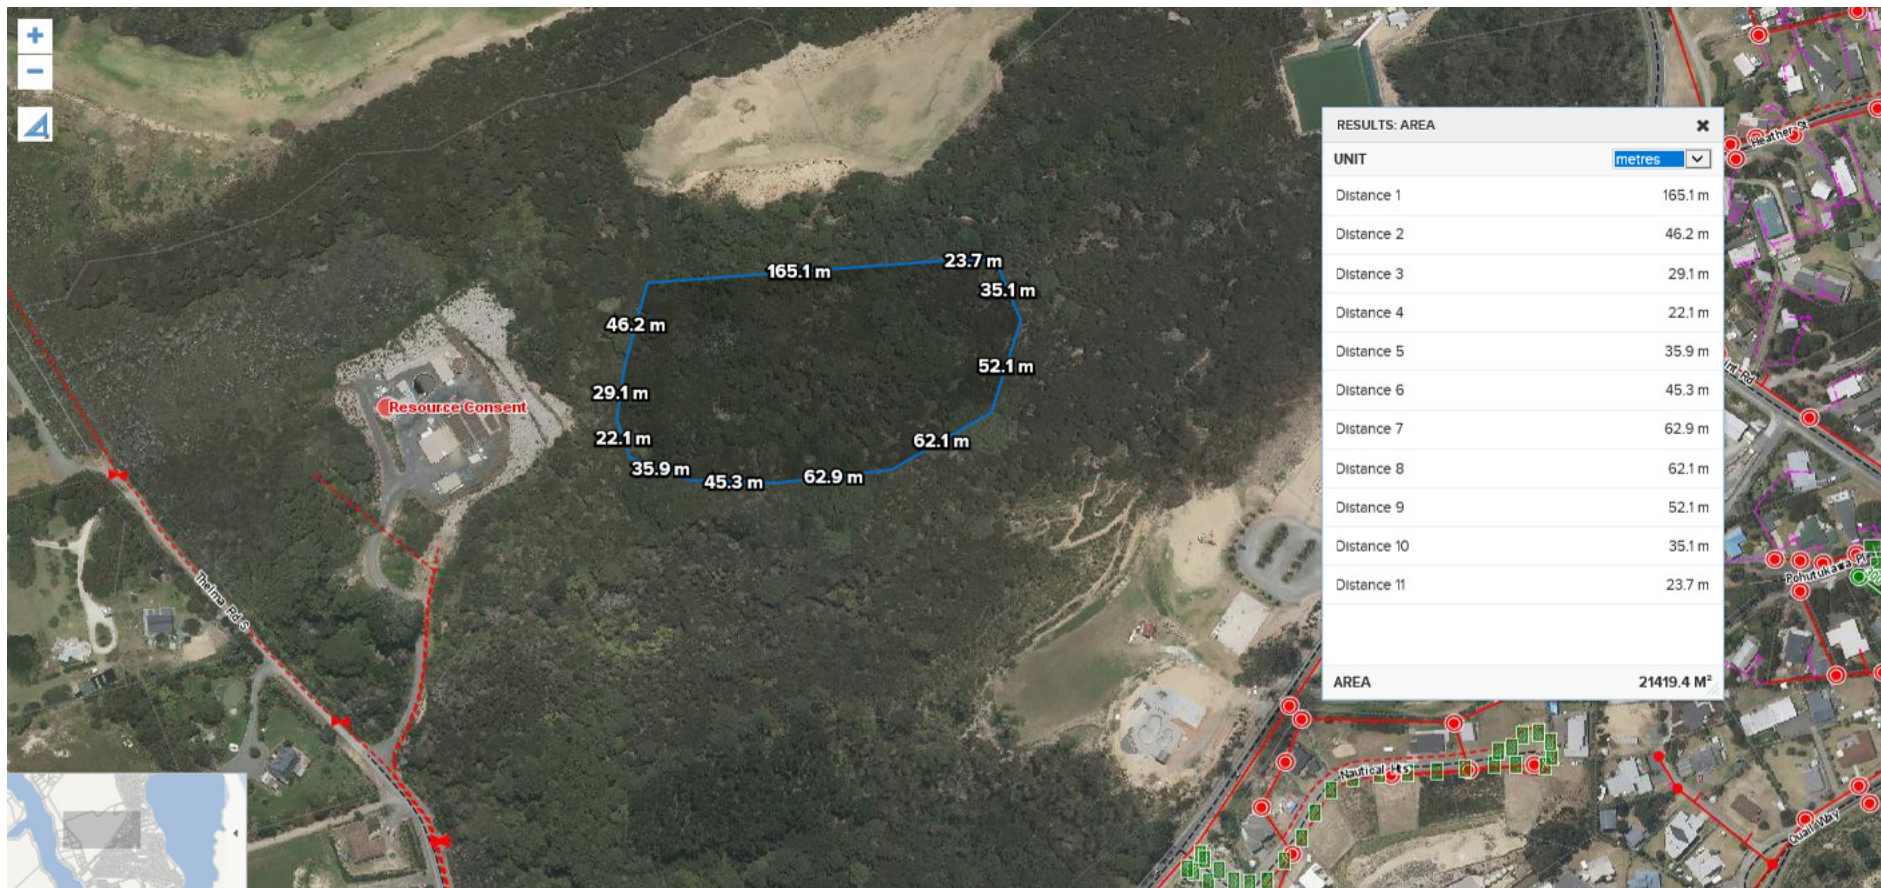 RESULTS: AREA
UNIT metres
Distance 1 165.1 m
Distance 2 46.2 m
Distance 3 29.1 m
Distance 4 22.1 m
Distance 5 35.9 m
Distance 6 45.3 m
Distance 7 62.9 m
Distance 8 62.1 m
Distance 9 52.1 m
Distance 10 35.1 m
Distance 11 23.7 m
AREA 21419.4 M²
165.1 m
23.7 m
35.1 m
46.2 m
52.1 m
29.1 m
22.1 m
62.1 m
35.9 m
45.3 m
62.9 m
Resource Consent
Thelma Rd S
Heather St
Rd
Pohutukawa Pl
Nautical Hts
Quail Way